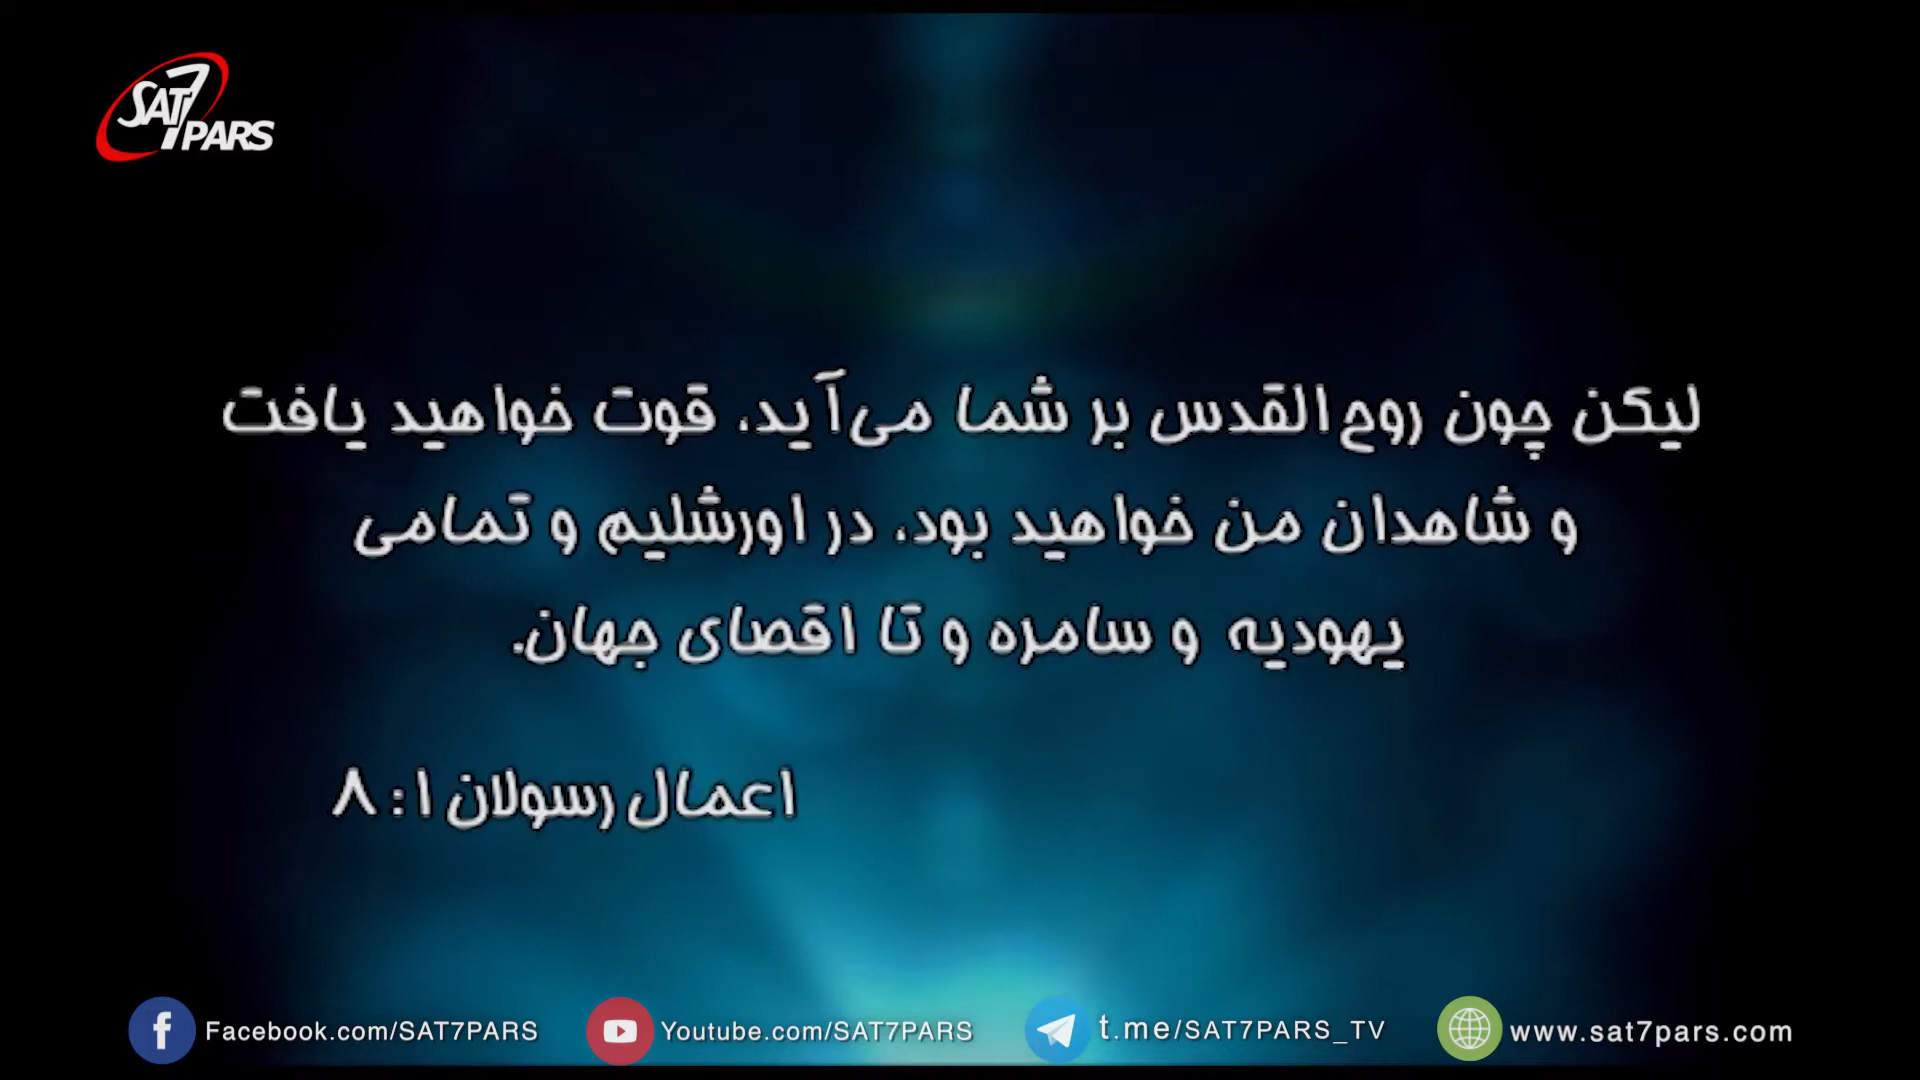 SAT7 PARS
لیکن چون روح‌القدس بر شما می‌آید، قوت خواهید یافت
و شاهدان من خواهید بود، در اورشلیم و تمامی
یهودیه و سامره و تا اقصای جهان.
اعمال رسولان ۱: ۸
Facebook.com/SAT7PARS Youtube.com/SAT7PARS t.me/SAT7PARS_TV www.sat7pars.com